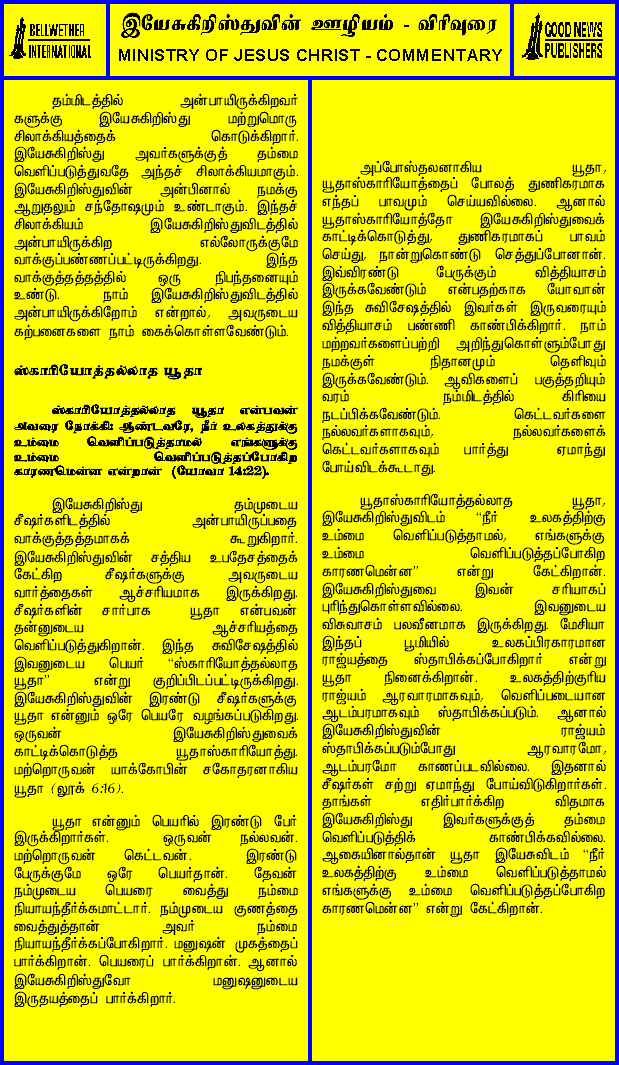 BELLWETHER
INTERNATIONAL
இயேசுகிறிஸ்துவின் ஊழியம் - விரிவுரை
MINISTRY OF JESUS CHRIST - COMMENTARY
GOOD NEWS
PUBLISHERS
தம்மிடத்தில் அன்பாயிருக்கிறவர்
களுக்கு இயேசுகிறிஸ்து மற்றுமொரு
சிலாக்கியத்தைக் கொடுக்கிறார்.
இயேசுகிறிஸ்து அவர்களுக்குத் தம்மை
வெளிப்படுத்துவதே அந்தச் சிலாக்கியமாகும்.
இயேசுகிறிஸ்துவின் அன்பினால் நமக்கு
ஆறுதலும் சந்தோஷமும் உண்டாகும். இந்தச்
சிலாக்கியம் இயேசுகிறிஸ்துவிடத்தில்
அன்பாயிருக்கிற எல்லோருக்குமே
வாக்குப்பண்ணப்பட்டிருக்கிறது. இந்த
வாக்குத்தத்தத்தில் ஒரு நிபந்தனையும்
உண்டு. நாம் இயேசுகிறிஸ்துவிடத்தில்
அன்பாயிருக்கிறோம் என்றால், அவருடைய
கற்பனைகளை நாம் கைக்கொள்ளவேண்டும்.
ஸ்காரியோத்தல்லாத யூதா
ஸ்காரியோத்தல்லாத யூதா என்பவன்
அவரை நோக்கி: ஆண்டவரே, நீர் உலகத்துக்கு
உம்மை வெளிப்படுத்தாமல் எங்களுக்கு
உம்மை வெளிப்படுத்தப்போகிற
காரணமென்ன என்றான் (யோவா 14:22).
இயேசுகிறிஸ்து தம்முடைய
சீஷர்களிடத்தில் அன்பாயிருப்பதை
வாக்குத்தத்தமாகக் கூறுகிறார்.
இயேசுகிறிஸ்துவின் சத்திய உபதேசத்தைக்
கேட்கிற சீஷர்களுக்கு அவருடைய
வார்த்தைகள் ஆச்சரியமாக இருக்கிறது.
சீஷர்களின் சார்பாக யூதா என்பவன்
தன்னுடைய ஆச்சரியத்தை
வெளிப்படுத்துகிறான். இந்த சுவிசேஷத்தில்
இவனுடைய பெயர் “ஸ்காரியோத்தல்லாத
யூதா” என்று குறிப்பிடப்பட்டிருக்கிறது.
இயேசுகிறிஸ்துவின் இரண்டு சீஷர்களுக்கு
யூதா என்னும் ஒரே பெயரே வழங்கப்படுகிறது.
ஒருவன் இயேசுகிறிஸ்துவைக்
காட்டிக்கொடுத்த யூதாஸ்காரியோத்து.
மற்றொருவன் யாக்கோபின் சகோதரனாகிய
யூதா (லூக் 6:16).
யூதா என்னும் பெயரில் இரண்டு பேர்
இருக்கிறார்கள். ஒருவன் நல்லவன்.
மற்றொருவன் கெட்டவன். இரண்டு
பேருக்குமே ஒரே பெயர்தான். தேவன்
நம்முடைய பெயரை வைத்து நம்மை
நியாயந்தீர்க்கமாட்டார். நம்முடைய குணத்தை
வைத்துத்தான் அவர் நம்மை
நியாயந்தீர்க்கப்போகிறார். மனுஷன் முகத்தைப்
பார்க்கிறான். பெயரைப் பார்க்கிறான். ஆனால்
இயேசுகிறிஸ்துவோ மனுஷனுடைய
இருதயத்தைப் பார்க்கிறார்.
அப்போஸ்தலனாகிய யூதா,
யூதாஸ்காரியோத்தைப் போலத் துணிகரமாக
எந்தப் பாவமும் செய்யவில்லை. ஆனால்
யூதாஸ்காரியோத்தோ இயேசுகிறிஸ்துவைக்
காட்டிக்கொடுத்து, துணிகரமாகப் பாவம்
செய்து, நான்றுகொண்டு செத்துப்போனான்.
இவ்விரண்டு பேருக்கும் வித்தியாசம்
இருக்கவேண்டும் என்பதற்காக யோவான்
இந்த சுவிசேஷத்தில் இவர்கள் இருவரையும்
வித்தியாசம் பண்ணி காண்பிக்கிறார். நாம்
மற்றவர்களைப்பற்றி அறிந்துகொள்ளும்போது
நமக்குள் நிதானமும் தெளிவும்
இருக்கவேண்டும். ஆவிகளைப் பகுத்தறியும்
வரம் நம்மிடத்தில் கிரியை
நடப்பிக்கவேண்டும். கெட்டவர்களை
நல்லவர்களாகவும், நல்லவர்களைக்
கெட்டவர்களாகவும் பார்த்து ஏமாந்து
போய்விடக்கூடாது.
யூதாஸ்காரியோத்தல்லாத யூதா,
இயேசுகிறிஸ்துவிடம் “நீர் உலகத்திற்கு
உம்மை வெளிப்படுத்தாமல், எங்களுக்கு
உம்மை வெளிப்படுத்தப்போகிற
காரணமென்ன” என்று கேட்கிறான்.
இயேசுகிறிஸ்துவை இவன் சரியாகப்
புரிந்துகொள்ளவில்லை. இவனுடைய
விசுவாசம் பலவீனமாக இருக்கிறது. மேசியா
இந்தப் பூமியில் உலகப்பிரகாரமான
ராஜ்யத்தை ஸ்தாபிக்கப்போகிறார் என்று
யூதா நினைக்கிறான். உலகத்திற்குரிய
ராஜ்யம் ஆரவாரமாகவும், வெளிப்படையான
ஆடம்பரமாகவும் ஸ்தாபிக்கப்படும். ஆனால்
இயேசுகிறிஸ்துவின் ராஜ்யம்
ஸ்தாபிக்கப்படும்போது ஆரவாரமோ,
ஆடம்பரமோ காணப்படவில்லை. இதனால்
சீஷர்கள் சற்று ஏமாந்து போய்விடுகிறார்கள்.
தாங்கள் எதிர்பார்க்கிற விதமாக
இயேசுகிறிஸ்து இவர்களுக்குத் தம்மை
வெளிப்படுத்திக் காண்பிக்கவில்லை.
ஆகையினால்தான் யூதா இயேசுவிடம் “நீர்
உலகத்திற்கு உம்மை வெளிப்படுத்தாமல்
எங்களுக்கு உம்மை வெளிப்படுத்தப்போகிற
காரணமென்ன” என்று கேட்கிறான்.